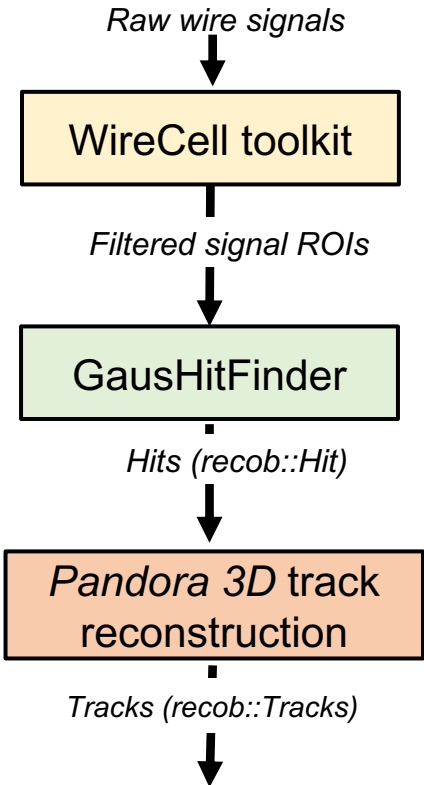 Raw wire signals
WireCell toolkit
Filtered signal ROIs
GausHitFinder
Hits (recob::Hit)
Pandora 3D track
reconstruction
Tracks (recob::Tracks)